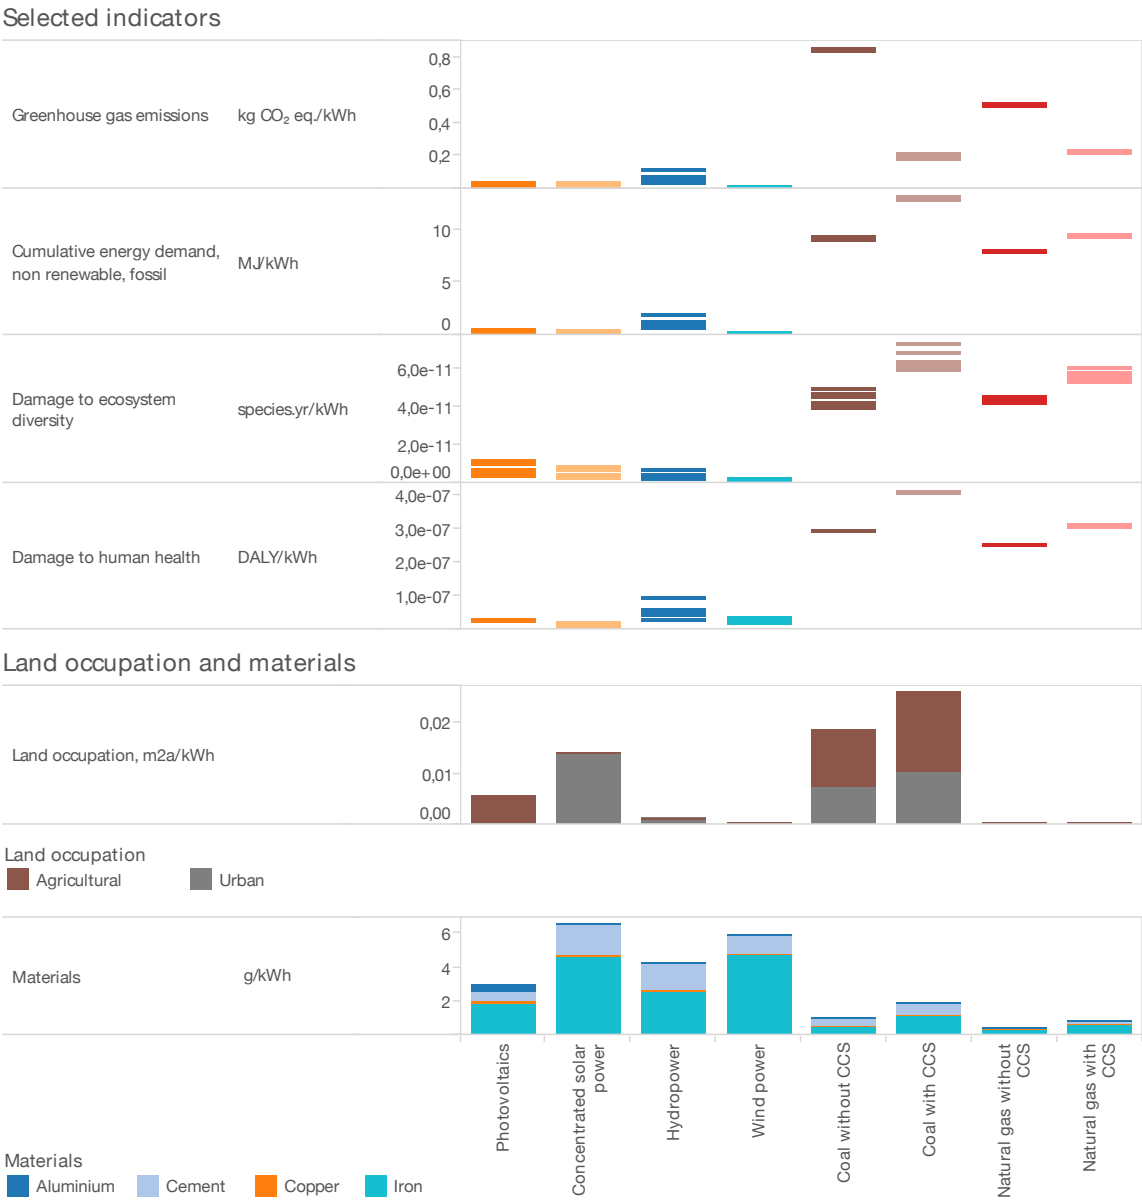 Selected indicators
Greenhouse gas emissions kg CO₂ eq./kWh
0,8
0,6
0,4
0,2
Cumulative energy demand,
non renewable, fossil
MJ/kWh
10
5
0
Damage to ecosystem
diversity
species.yr/kWh
6,0e-11
4,0e-11
2,0e-11
0,0e+00
Damage to human health DALY/kWh
4,0e-07
3,0e-07
2,0e-07
1,0e-07
Land occupation and materials
Land occupation, m2a/kWh
0,02
0,01
0,00
Land occupation
Agricultural Urban
Materials g/kWh
6
4
2
Photovoltaics
Concentrated solar
power
Hydropower
Wind power
Coal without CCS
Coal with CCS
Natural gas without
CCS
Natural gas with
CCS
Materials
Aluminium Cement Copper Iron